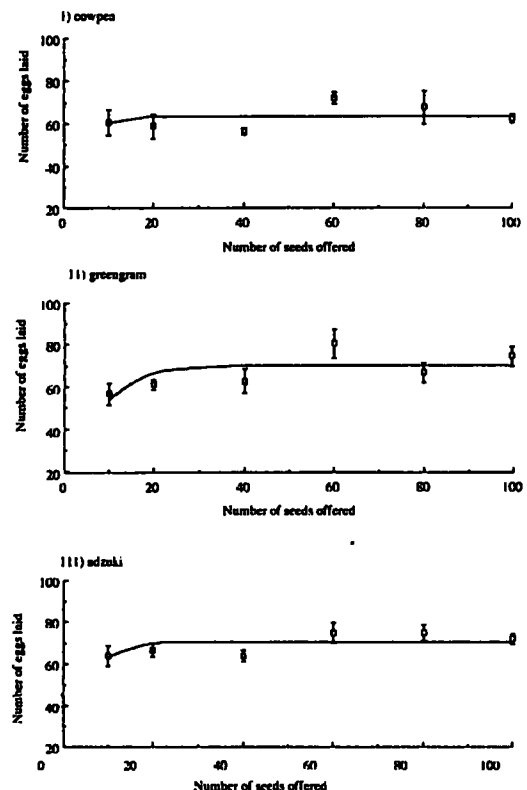 i) cowpea
Number of eggs laid
100
80
60
40
20
0 20 40 60 80 100
Number of seeds offered
ii) greengram
Number of eggs laid
100
80
60
40
20
0 20 40 60 80 100
Number of seeds offered
iii) adzuki
Number of eggs laid
100
80
60
40
20
0 20 40 60 80 100
Number of seeds offered